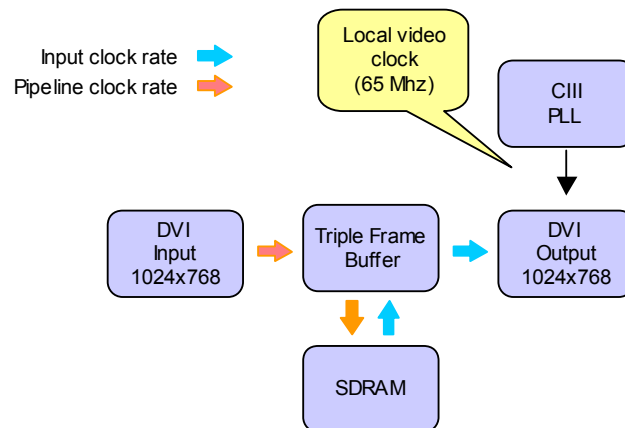 Input clock rate
Pipeline clock rate
Local video
clock
(65 Mhz)
CIII
PLL
DVI
Input
1024x768
Triple Frame
Buffer
DVI
Output
1024x768
SDRAM